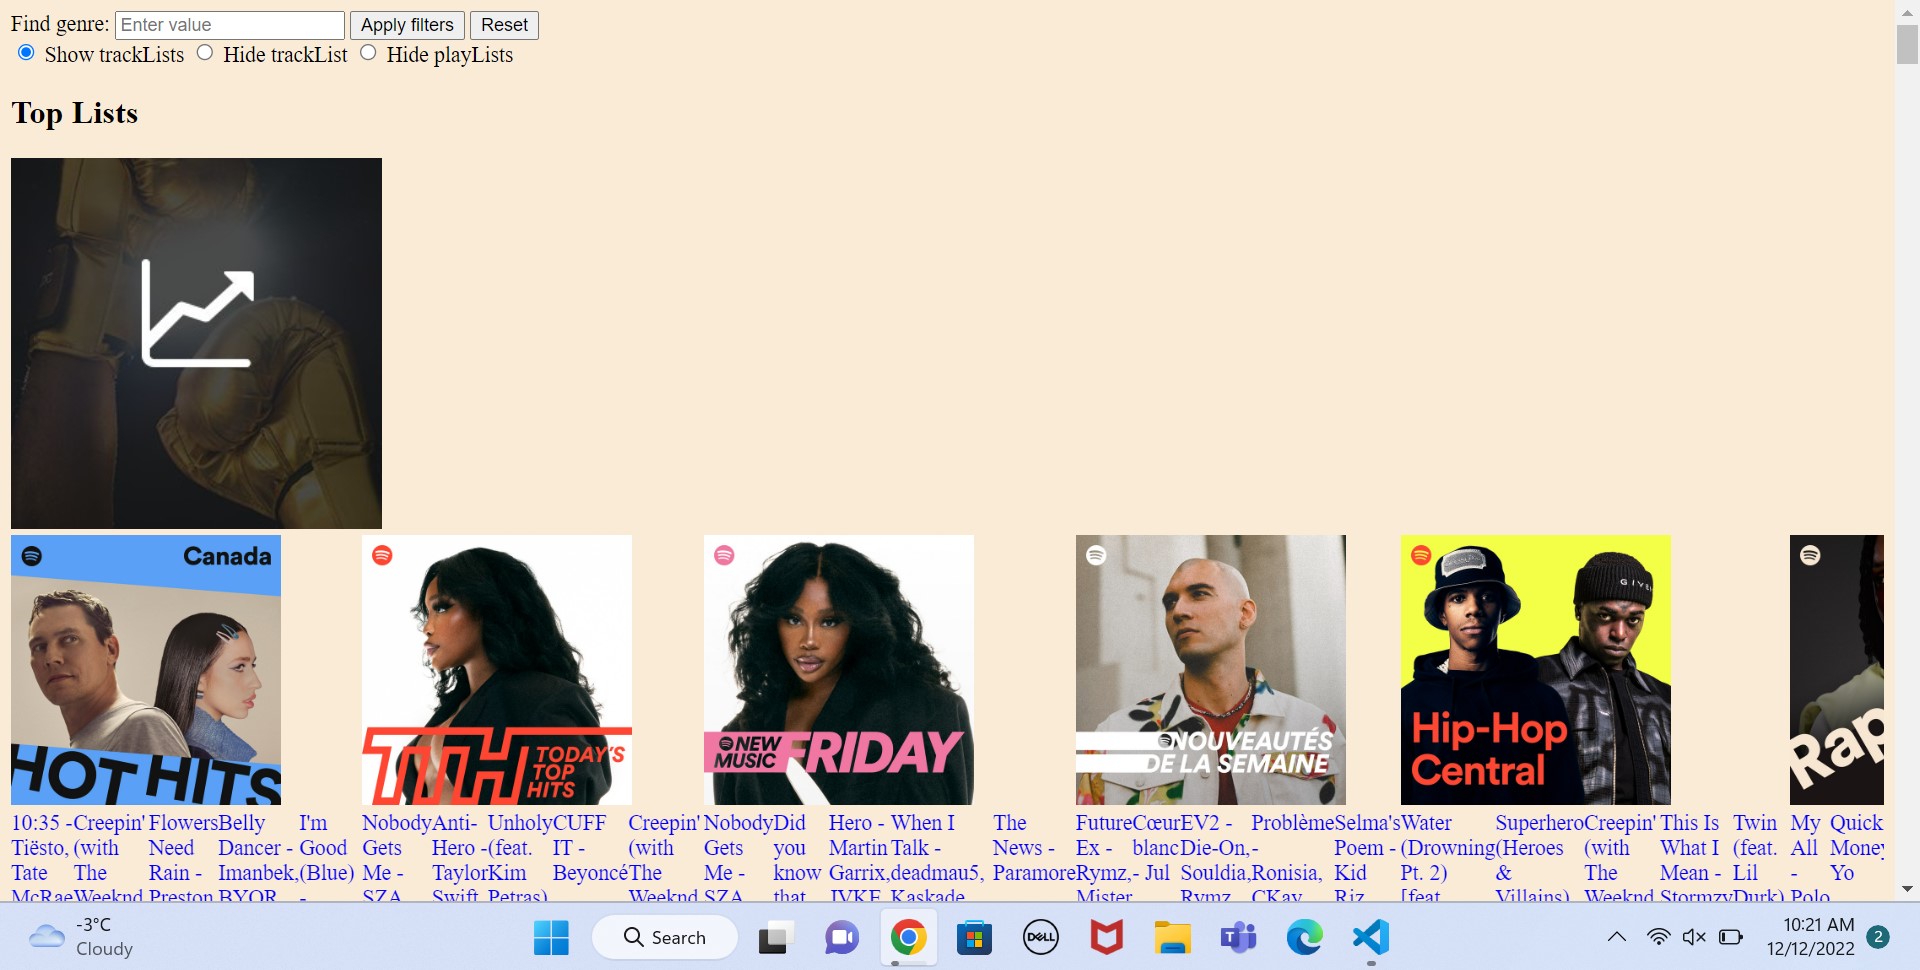 Find genre: Enter value Apply filters Reset
Show trackLists Hide trackList Hide playLists
Top Lists
Canada
HOT HITS
TTH TODAY'S
TOP
HITS
NEW
MUSIC FRIDAY
NOUVEAUTÉS
DE LA SEMAINE
GIVE
Hip-Hop
Central
Rap
10:35 -
Tiësto,
Tate
McRae
Creepin'
(with
The
Weeknd
Flowers
Need
Rain -
Preston
Belly
Dancer -
Imanbek,
BYOR
I'm
Good
(Blue)
-
Nobody
Gets
Me -
SZA
Anti-
Hero -
Taylor
Swift
Unholy
(feat.
Kim
Petras)
CUFF
IT -
Beyoncé
Creepin'
(with
The
Weeknd
Nobody
Gets
Me -
SZA
Did
you
know
that
Hero -
Martin
Garrix,
JVKE
When I
Talk -
deadmau5,
Kaskade
The
News -
Paramore
Future
Ex -
Rymz,
Mister
Cœur
blanc
- Jul
EV2 -
Die-On,
Souldia,
Rymz
Problème
-
Ronisia,
CKay
Selma's
Poem -
Kid
Riz
Water
(Drowning
Pt. 2)
[feat
Superhero
(Heroes
&
Villains)
Creepin'
(with
The
Weeknd
This Is
What I
Mean -
Stormzy
Twin
(feat.
Lil
Durk)
My
All
-
Polo
Quick
Money
Yo
-3°C
Cloudy
Search
DELL
10:21 AM
12/12/2022
2